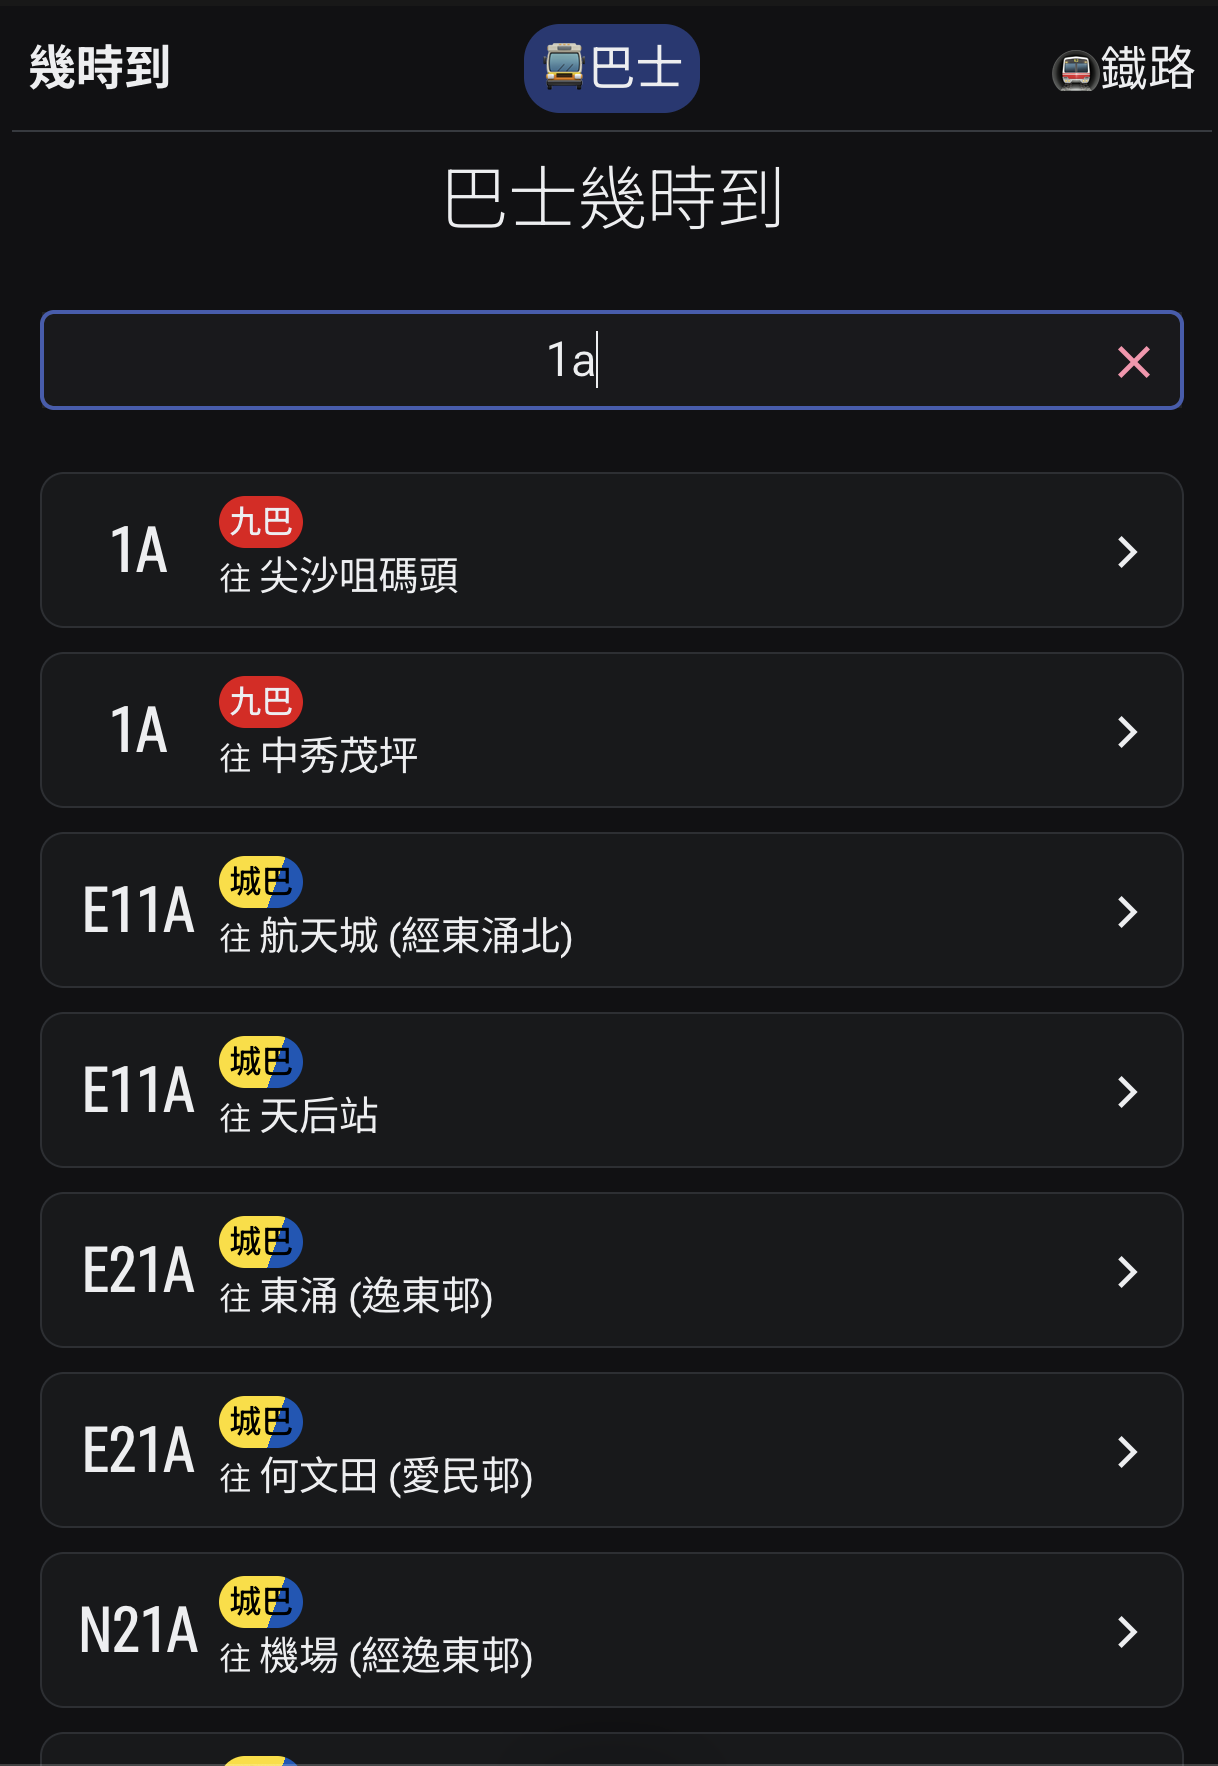 幾時到
巴士
鐵路
巴士幾時到
1a
1A
九巴
往 尖沙咀碼頭
1A
九巴
往 中秀茂坪
E11A
城巴
往 航天城 (經東涌北)
E11A
城巴
往 天后站
E21A
城巴
往 東涌 (逸東邨)
E21A
城巴
往 何文田 (愛民邨)
N21A
城巴
往 機場 (經逸東邨)